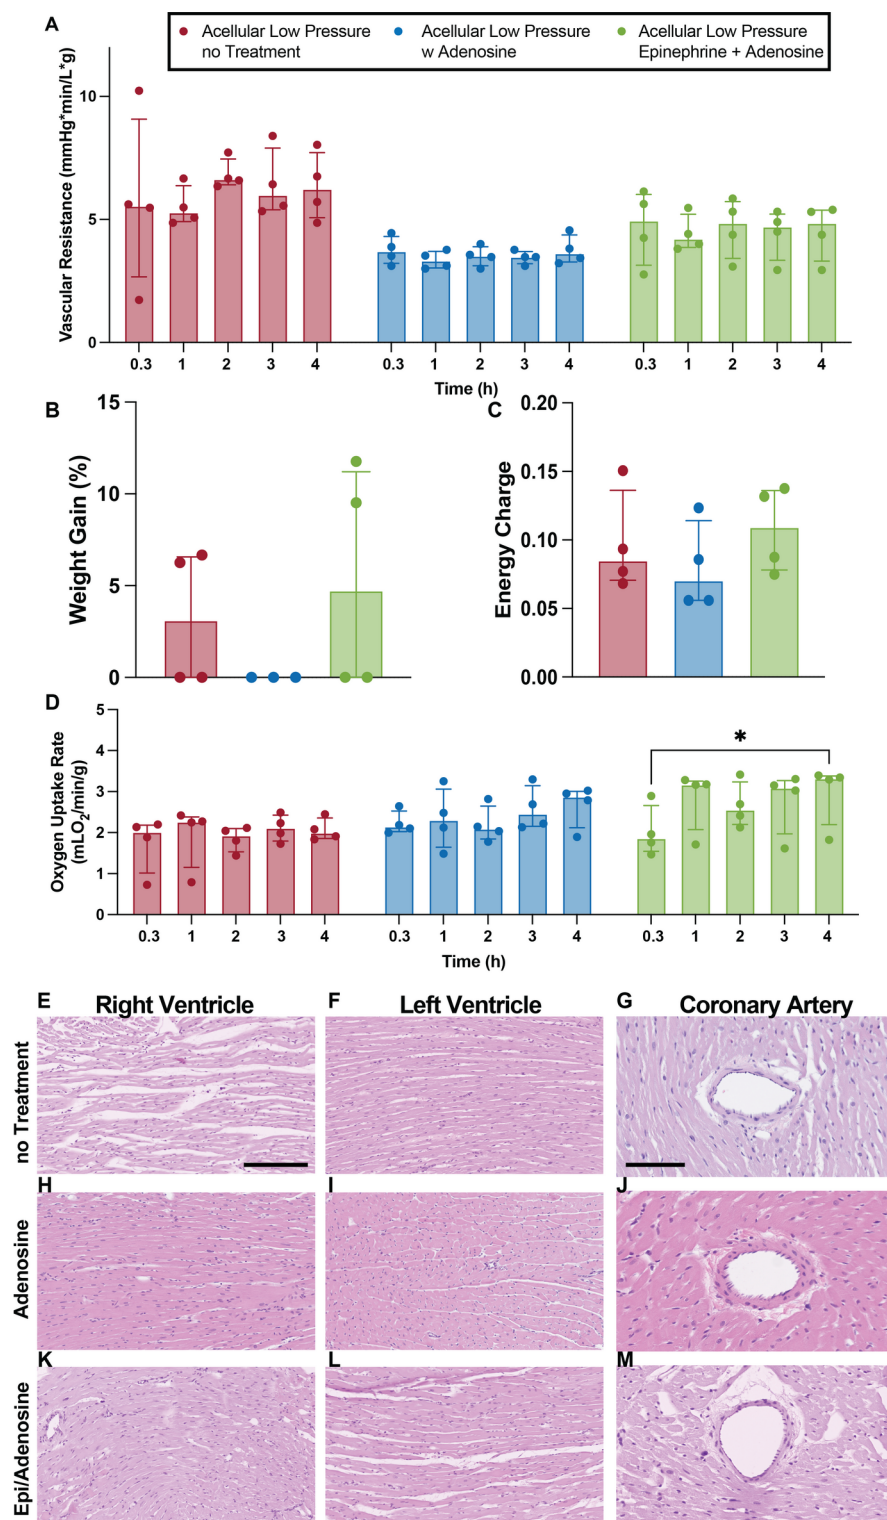 A
Acellular Low Pressure
no Treatment
Acellular Low Pressure
w Adenosine
Acellular Low Pressure
Epinephrine + Adenosine
Vascular Resistance (mmHg*min/L*g)
10
5
0
0.3 1 2 3 4 0.3 1 2 3 4 0.3 1 2 3 4
Time (h)
B
Weight Gain (%)
15
10
5
0
C
Energy Charge
0.20
0.15
0.10
0.05
0.00
D
Oxygen Uptake Rate
(mLO₂/min/g)
5
4
3
2
1
0
*
0.3 1 2 3 4 0.3 1 2 3 4 0.3 1 2 3 4
Time (h)
E Right Ventricle F Left Ventricle G Coronary Artery
no Treatment
H I J
Adenosine
K L M
Epi/Adenosine